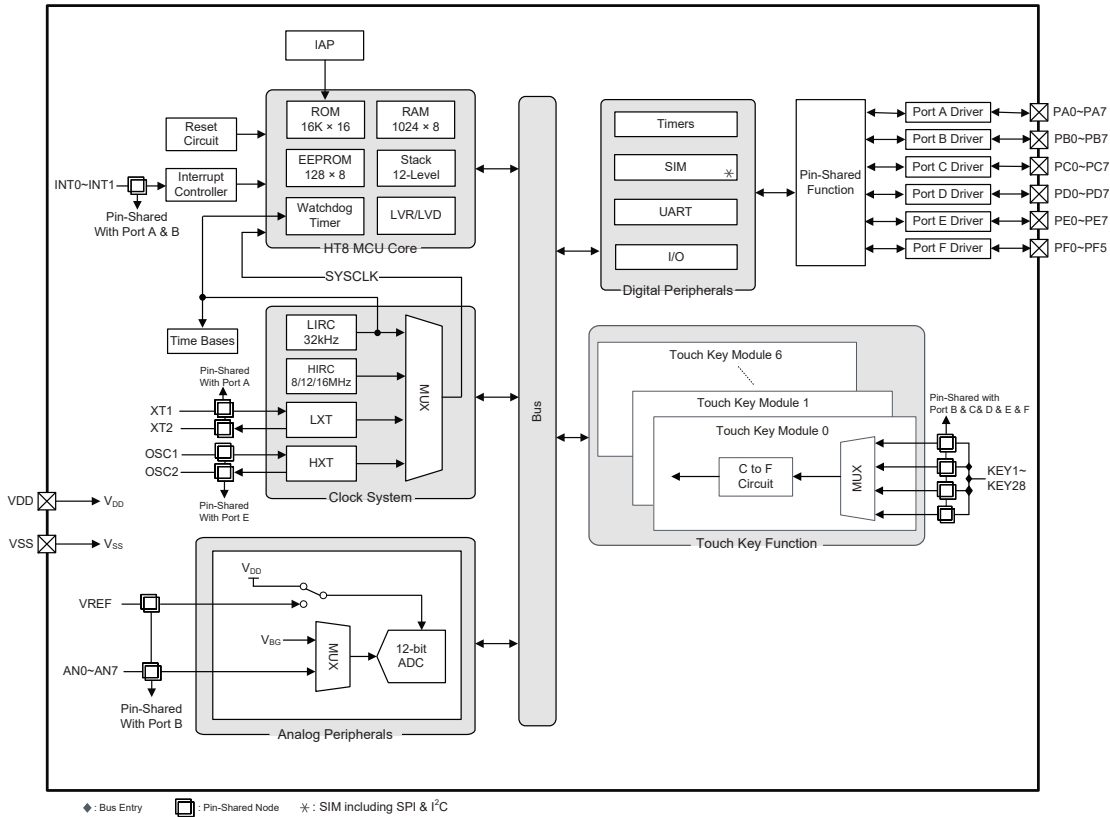 IAP
HT8 MCU Core
ROM
16K × 16
RAM
1024 × 8
EEPROM
128 × 8
Stack
12-Level
Watchdog
Timer
LVR/LVD
Reset
Circuit
INT0~INT1
Interrupt
Controller
Pin-Shared
With Port A & B
SYSCLK
Time Bases
LIRC
32kHz
HIRC
8/12/16MHz
LXT
HXT
MUX
Clock System
Pin-Shared
With Port A
XT1
XT2
OSC1
OSC2
Pin-Shared
With Port E
VDD
V_DD
VSS
V_SS
VREF
AN0~AN7
Pin-Shared
With Port B
V_DD
V_BG
MUX
12-bit
ADC
Analog Peripherals
Bus
Timers
SIM
*
UART
I/O
Digital Peripherals
Pin-Shared
Function
Port A Driver
PA0~PA7
Port B Driver
PB0~PB7
Port C Driver
PC0~PC7
Port D Driver
PD0~PD7
Port E Driver
PE0~PE7
Port F Driver
PF0~PF5
Touch Key Module 6
Touch Key Module 1
Touch Key Module 0
C to F
Circuit
MUX
Pin-Shared with
Port B & C& D & E & F
KEY1~
KEY28
Touch Key Function
: Bus Entry
: Pin-Shared Node
* : SIM including SPI & I²C